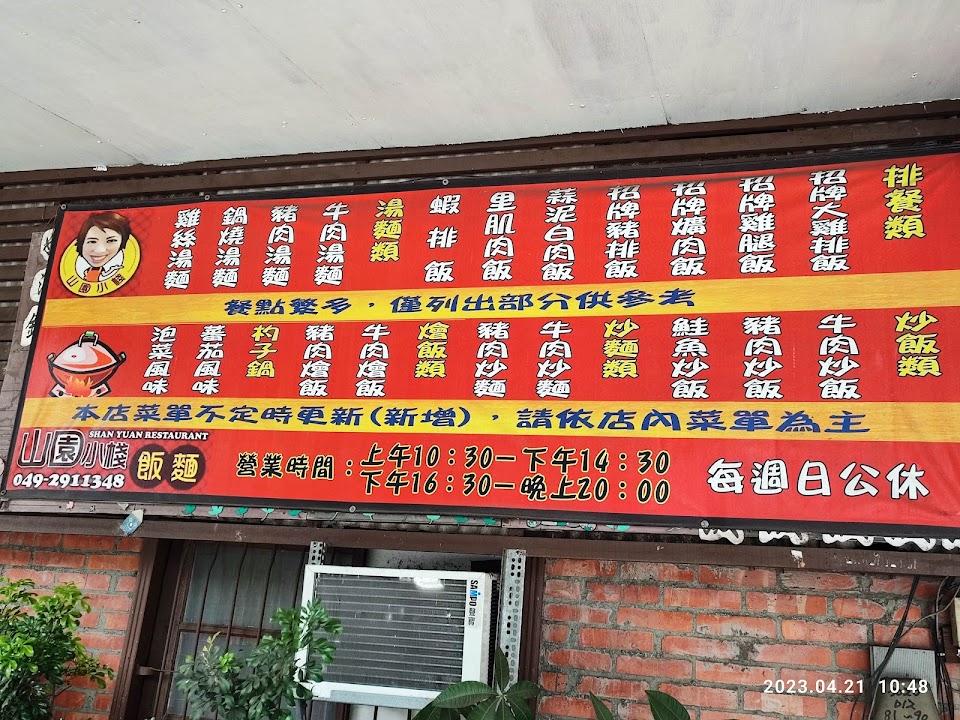 排餐類
招牌大雞排飯
招牌雞腿飯
招牌爌肉飯
招牌豬排飯
蒜泥白肉飯
里肌肉飯
蝦排飯
湯麵類
牛肉湯麵
豬肉湯麵
鍋燒湯麵
雞絲湯麵
山園小棧
餐點繁多，僅列出部分供參考
炒飯類
牛肉炒飯
豬肉炒飯
鮭魚炒飯
炒麵類
牛肉炒麵
豬肉炒麵
燴飯類
牛肉燴飯
豬肉燴飯
杓子鍋
蕃茄風味
泡菜風味
本店菜單不定時更新(新增)，請依店內菜單為主
山園小棧
SHAN YUAN RESTAURANT
飯麵
049-2911348
營業時間：上午10：30－下午14：30
下午16：30－晚上20：00
每週日公休
SAMPO 聲寶
2023.04.21 10:48